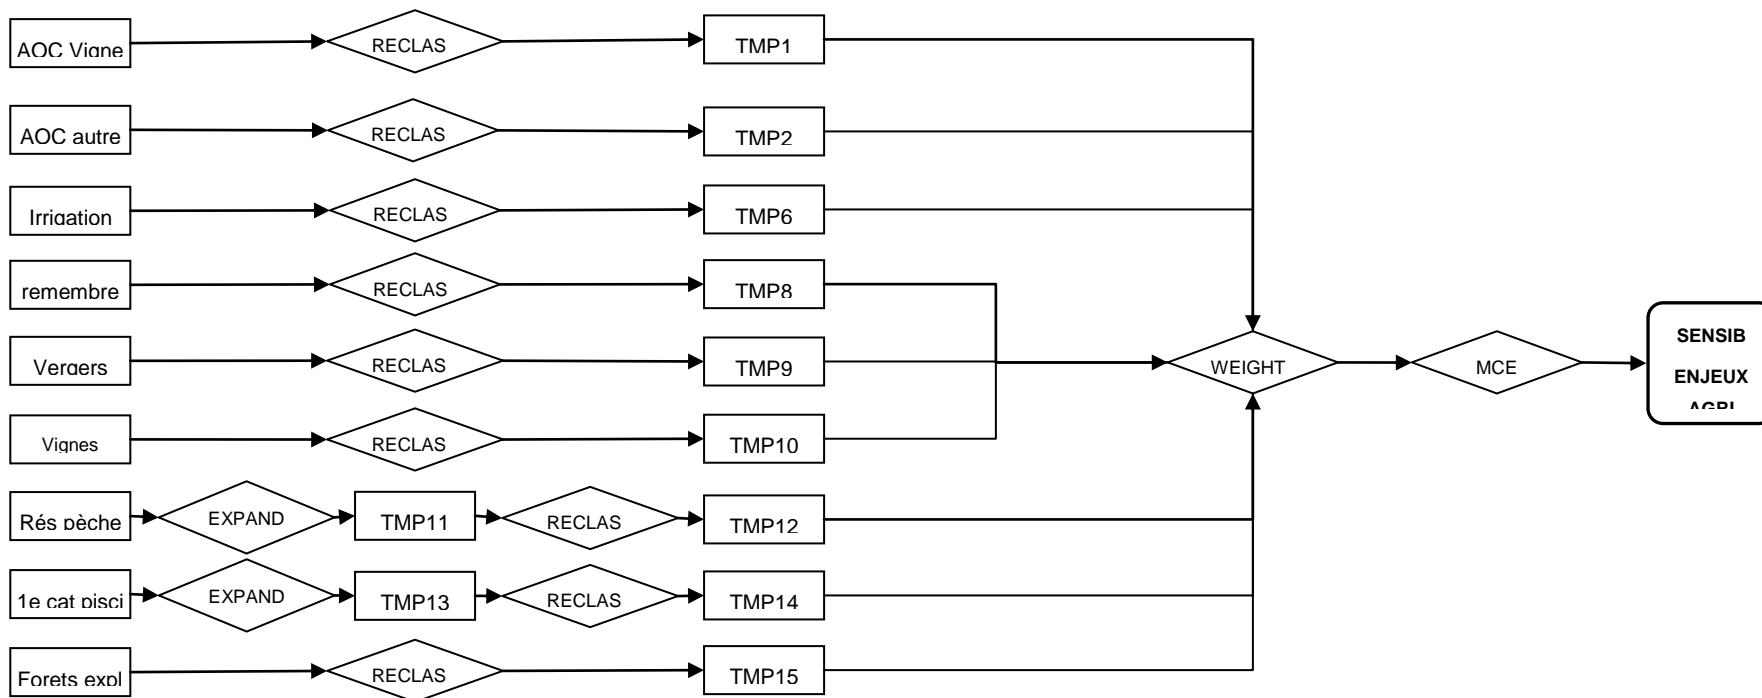 AOC Vigne
RECLAS
TMP1
AOC autre
RECLAS
TMP2
Irrigation
RECLAS
TMP6
remembre
RECLAS
TMP8
Vergers
RECLAS
TMP9
Vignes
RECLAS
TMP10
WEIGHT
MCE
SENSIB
ENJEUX
AGRI
Rés pèche
EXPAND
TMP11
RECLAS
TMP12
1e cat pisci
EXPAND
TMP13
RECLAS
TMP14
Forets expl
RECLAS
TMP15